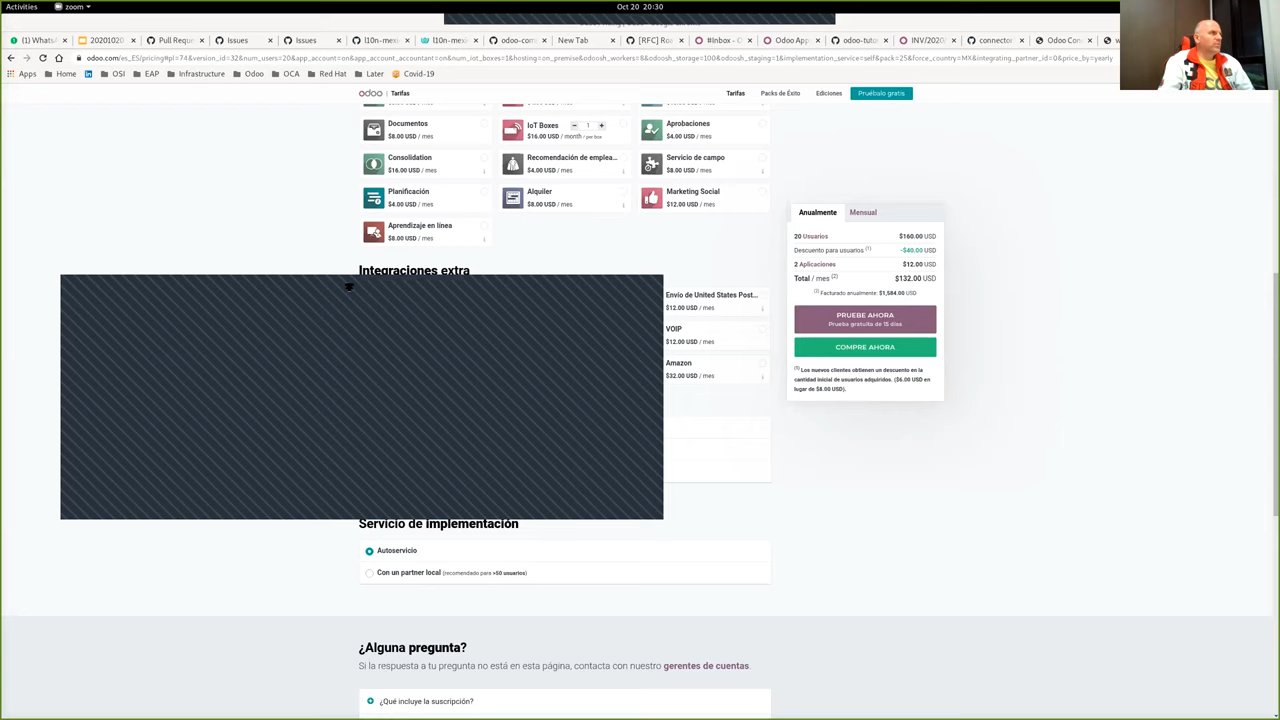 Activities
zoom
Oct 20 20:30
(1) Whats
20201020
Pull Reque
Issues
Issues
l10n-mex
l10n-mex
odoo-com
New Tab
[RFC] Ro
#Inbox - O
Odoo App
odoo-tuto
INV/2020/
connector
Odoo Con
odoo.com/es_ES/pricing#pl=74&version_id=32&num_users=20&app_account=on&app_account_accountant=on&num_iot_boxes=1&hosting=on_premise&odoosh_workers=8&odoosh_storage=100&odoosh_staging=1&implementation_service=self&pack=25&force_country=MX&integrating_partner_id=0&price_by=yearly
Apps
Home
OSI
EAP
Infrastructure
Odoo
OCA
Red Hat
Later
Covid-19
odoo | Tarifas
Tarifas
Packs de Éxito
Ediciones
Pruébalo gratis
Documentos
$8.00 USD / mes
IoT Boxes - 1 +
$16.00 USD / month / per box
Aprobaciones
$4.00 USD / mes
Consolidation
$16.00 USD / mes
Recomendación de emplea...
$4.00 USD / mes
Servicio de campo
$8.00 USD / mes
Planificación
$4.00 USD / mes
Alquiler
$8.00 USD / mes
Marketing Social
$12.00 USD / mes
Aprendizaje en línea
$8.00 USD / mes
Anualmente
Mensual
20 Usuarios $160.00 USD
Descuento para usuarios (1) -$40.00 USD
2 Aplicaciones $12.00 USD
Total / mes (2) $132.00 USD
(2) Facturado anualmente: $1,584.00 USD
PRUEBE AHORA
Prueba gratuita de 15 días
COMPRE AHORA
(1) Los nuevos clientes obtienen un descuento en la
cantidad inicial de usuarios adquiridos. ($6.00 USD en
lugar de $8.00 USD).
Integraciones extra
Envío de United States Post...
$12.00 USD / mes
VOIP
$12.00 USD / mes
Amazon
$32.00 USD / mes
Servicio de implementación
Autoservicio
Con un partner local (recomendado para >50 usuarios)
¿Alguna pregunta?
Si la respuesta a tu pregunta no está en esta página, contacta con nuestro gerentes de cuentas.
¿Qué incluye la suscripción?